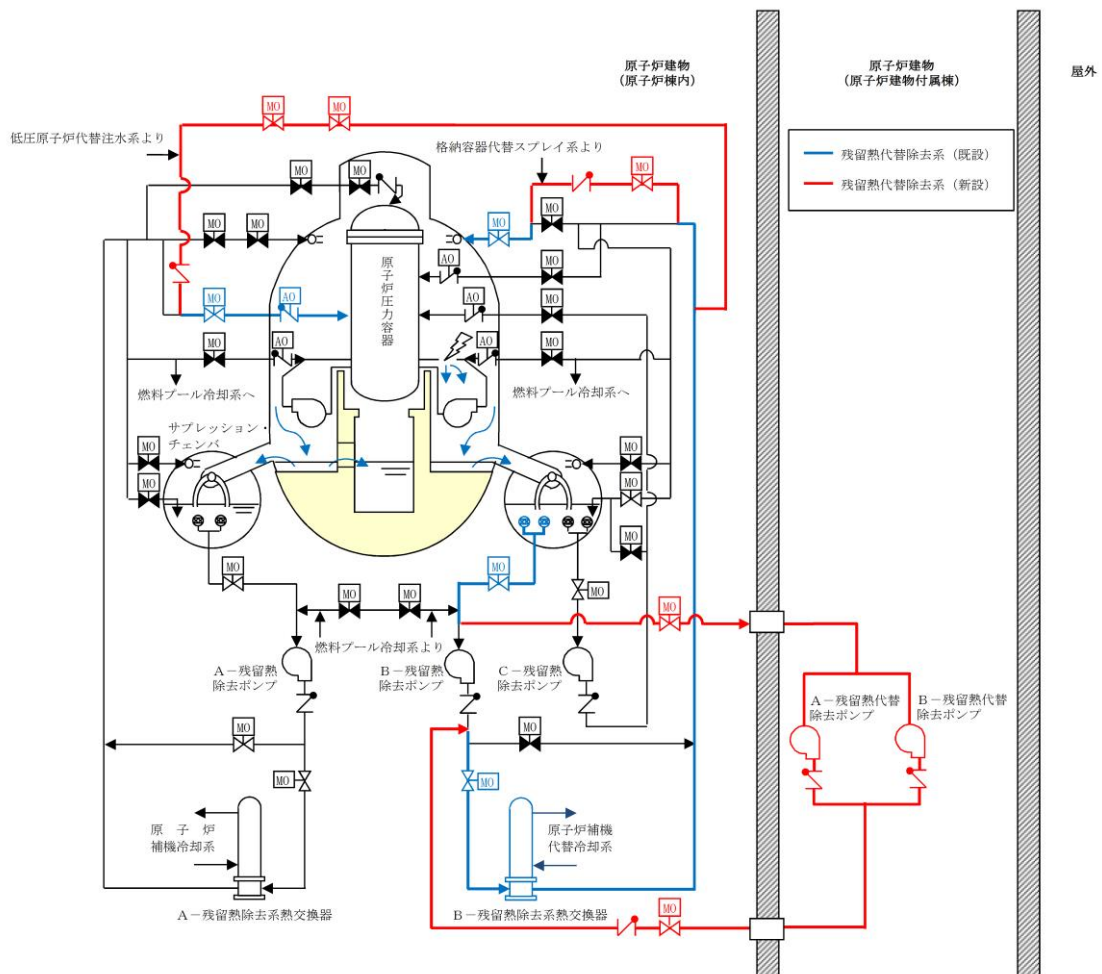 原子炉建物
（原子炉棟内）
原子炉建物
（原子炉建物付属棟）
屋外
MO
MO
低圧原子炉代替注水系より
格納容器代替スプレイ系より
残留熱代替除去系（既設）
残留熱代替除去系（新設）
MO
MO
MO
MO
MO
MO
MO
MO
AO
MO
原子炉圧力容器
MO
AO
AO
MO
MO
AO
AO
MO
燃料プール冷却系へ
燃料プール冷却系へ
サプレッション・
チェンバ
MO
MO
MO
MO
MO
MO
MO
MO
MO
MO
MO
燃料プール冷却系より
A－残留熱
除去ポンプ
B－残留熱
除去ポンプ
C－残留熱
除去ポンプ
A－残留熱代替
除去ポンプ
B－残留熱代替
除去ポンプ
MO
MO
MO
MO
原子炉
補機冷却系
原子炉補機
代替冷却系
A－残留熱除去系熱交換器
B－残留熱除去系熱交換器
MO